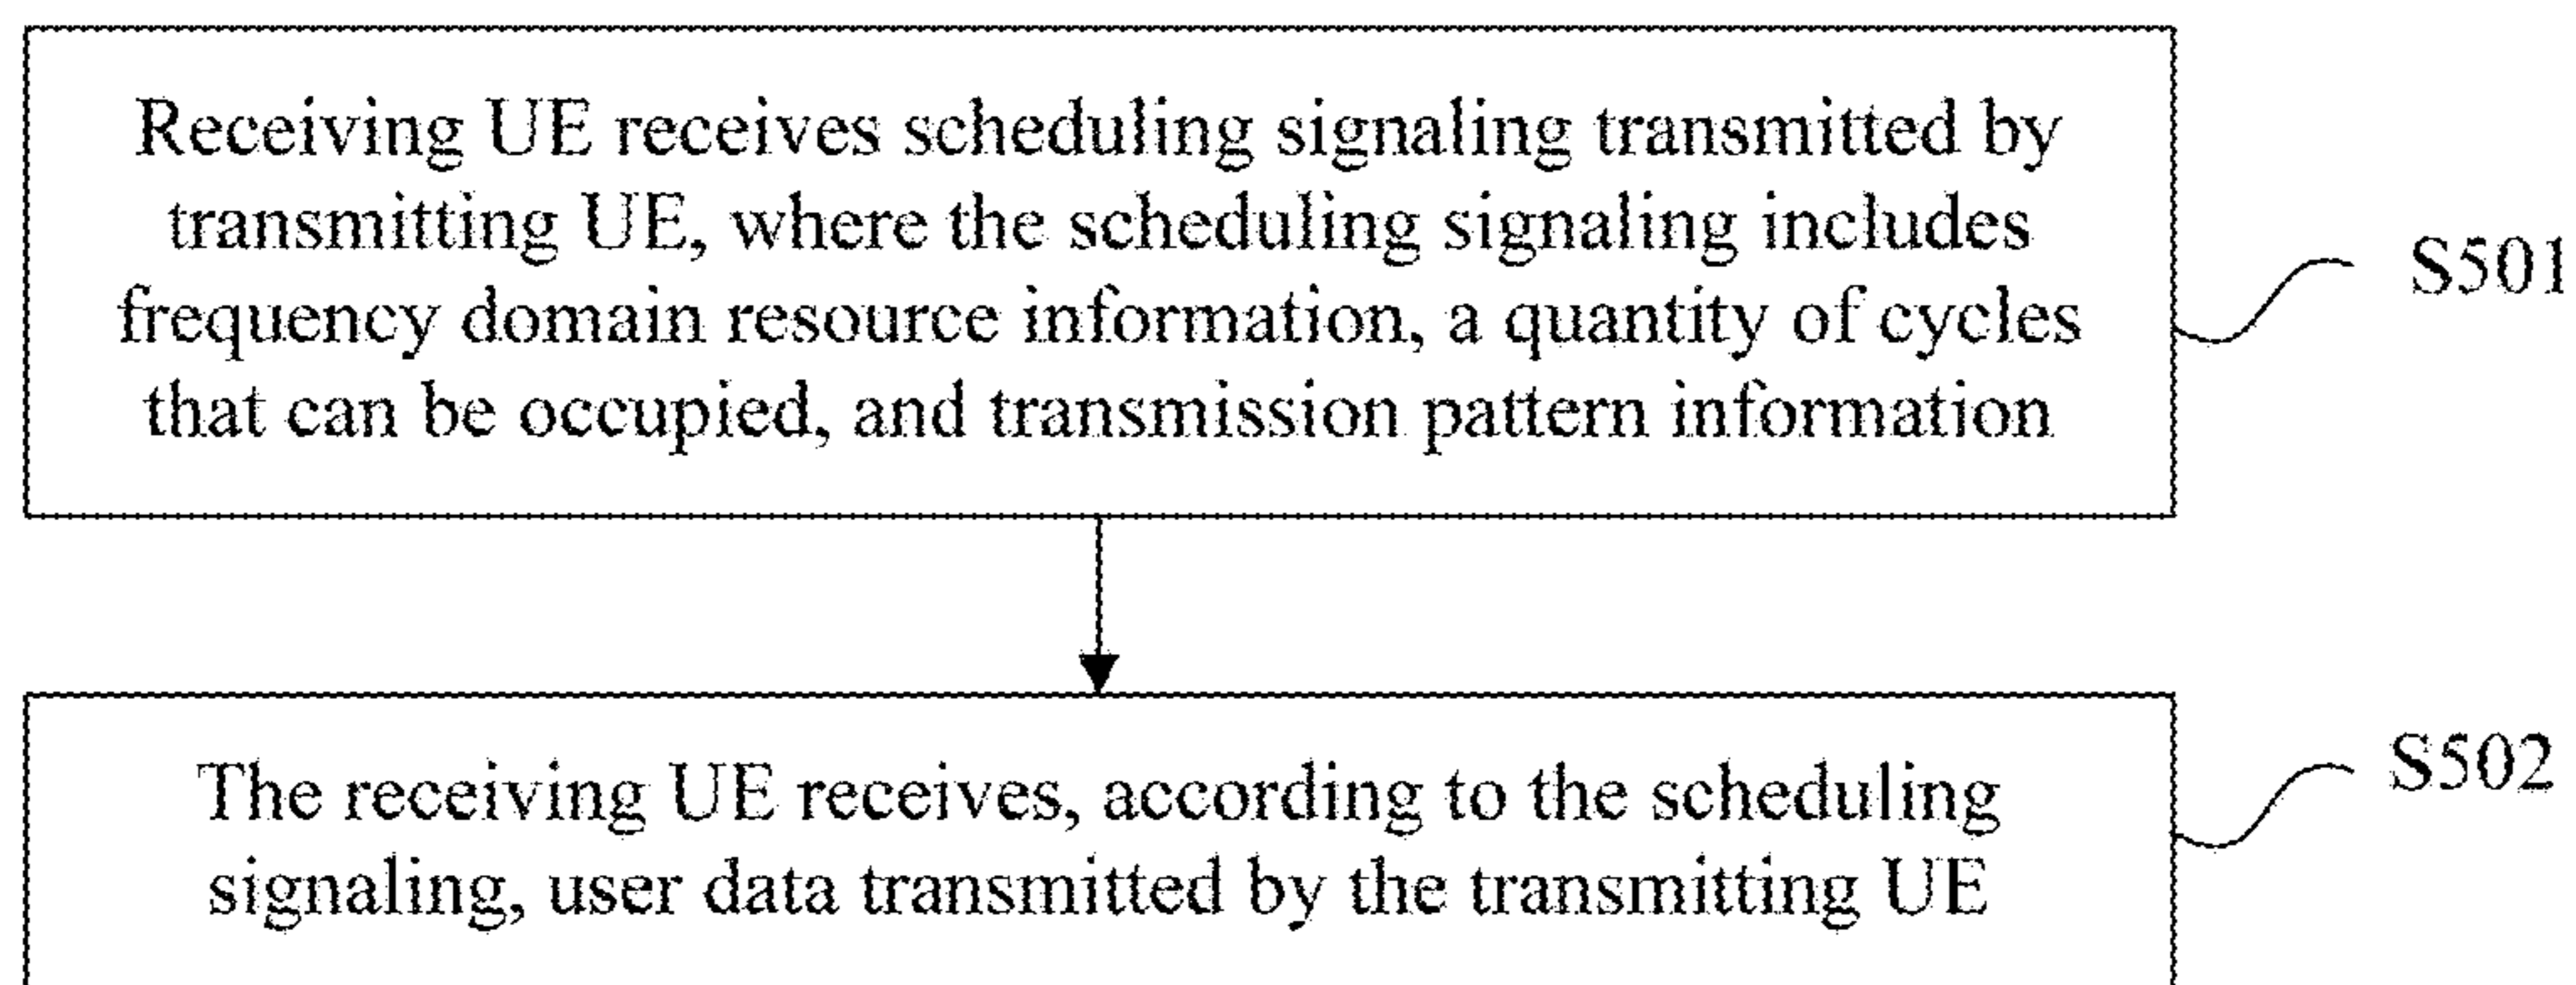 Receiving UE receives scheduling signaling transmitted by
transmitting UE, where the scheduling signaling includes
frequency domain resource information, a quantity of cycles
that can be occupied, and transmission pattern information
S501
The receiving UE receives, according to the scheduling
signaling, user data transmitted by the transmitting UE
S502